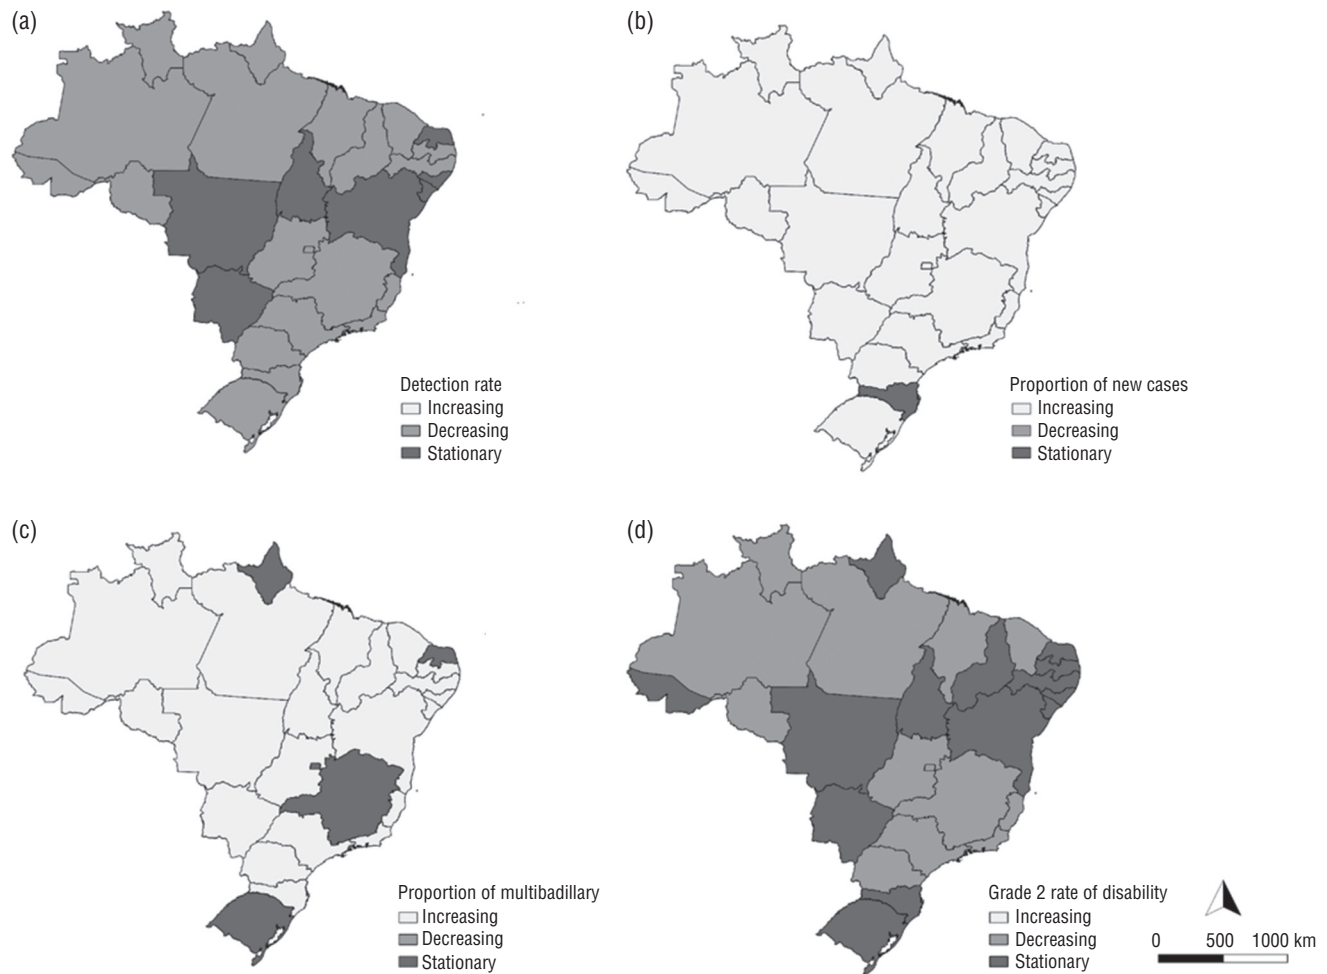 (a)
Detection rate
Increasing
Decreasing
Stationary
(b)
Proportion of new cases
Increasing
Decreasing
Stationary
(c)
Proportion of multibadillary
Increasing
Decreasing
Stationary
(d)
Grade 2 rate of disability
Increasing
Decreasing
Stationary
0 500 1000 km